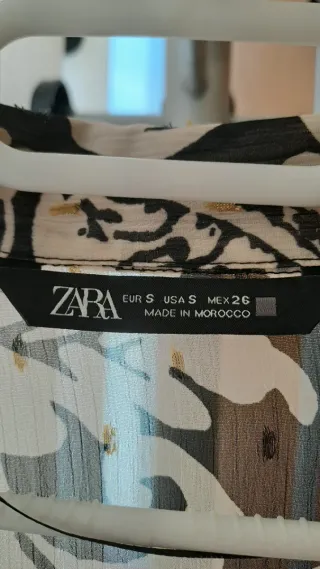 ZARA EUR S USA S MEX 26
MADE IN MOROCCO